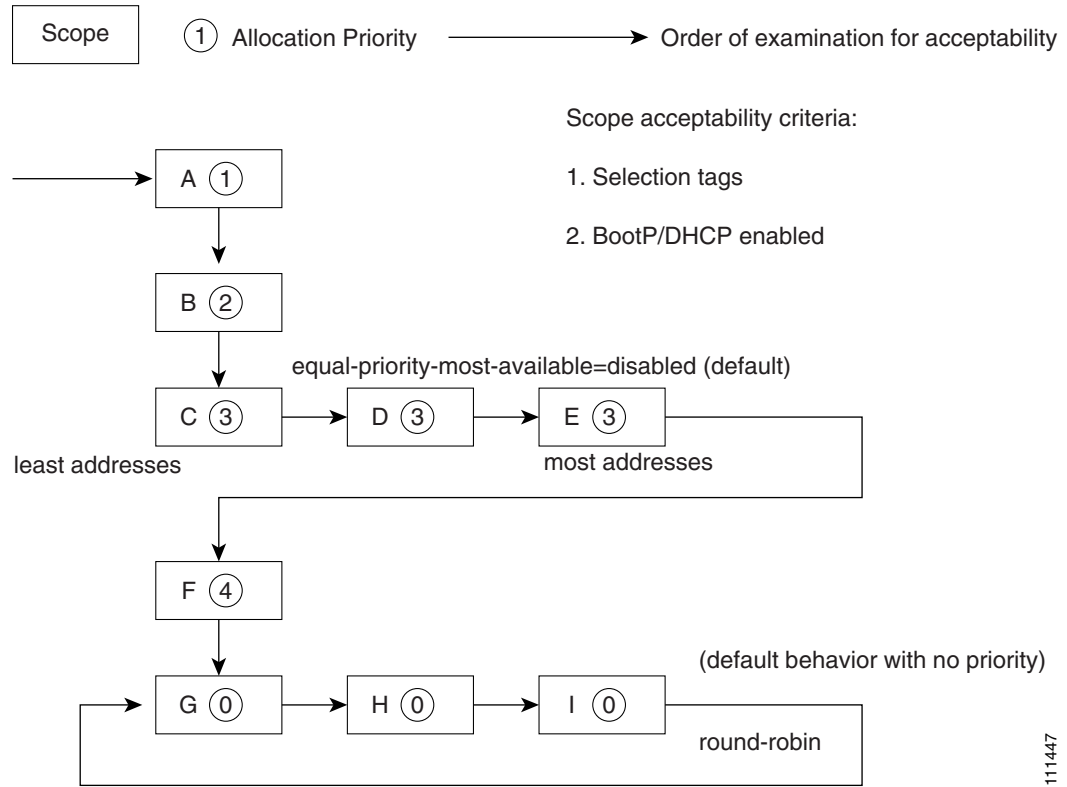 Scope
1 Allocation Priority
Order of examination for acceptability
Scope acceptability criteria:
1. Selection tags
2. BootP/DHCP enabled
A 1
B 2
equal-priority-most-available=disabled (default)
C 3
D 3
E 3
least addresses
most addresses
F 4
(default behavior with no priority)
G 0
H 0
I 0
round-robin
111447